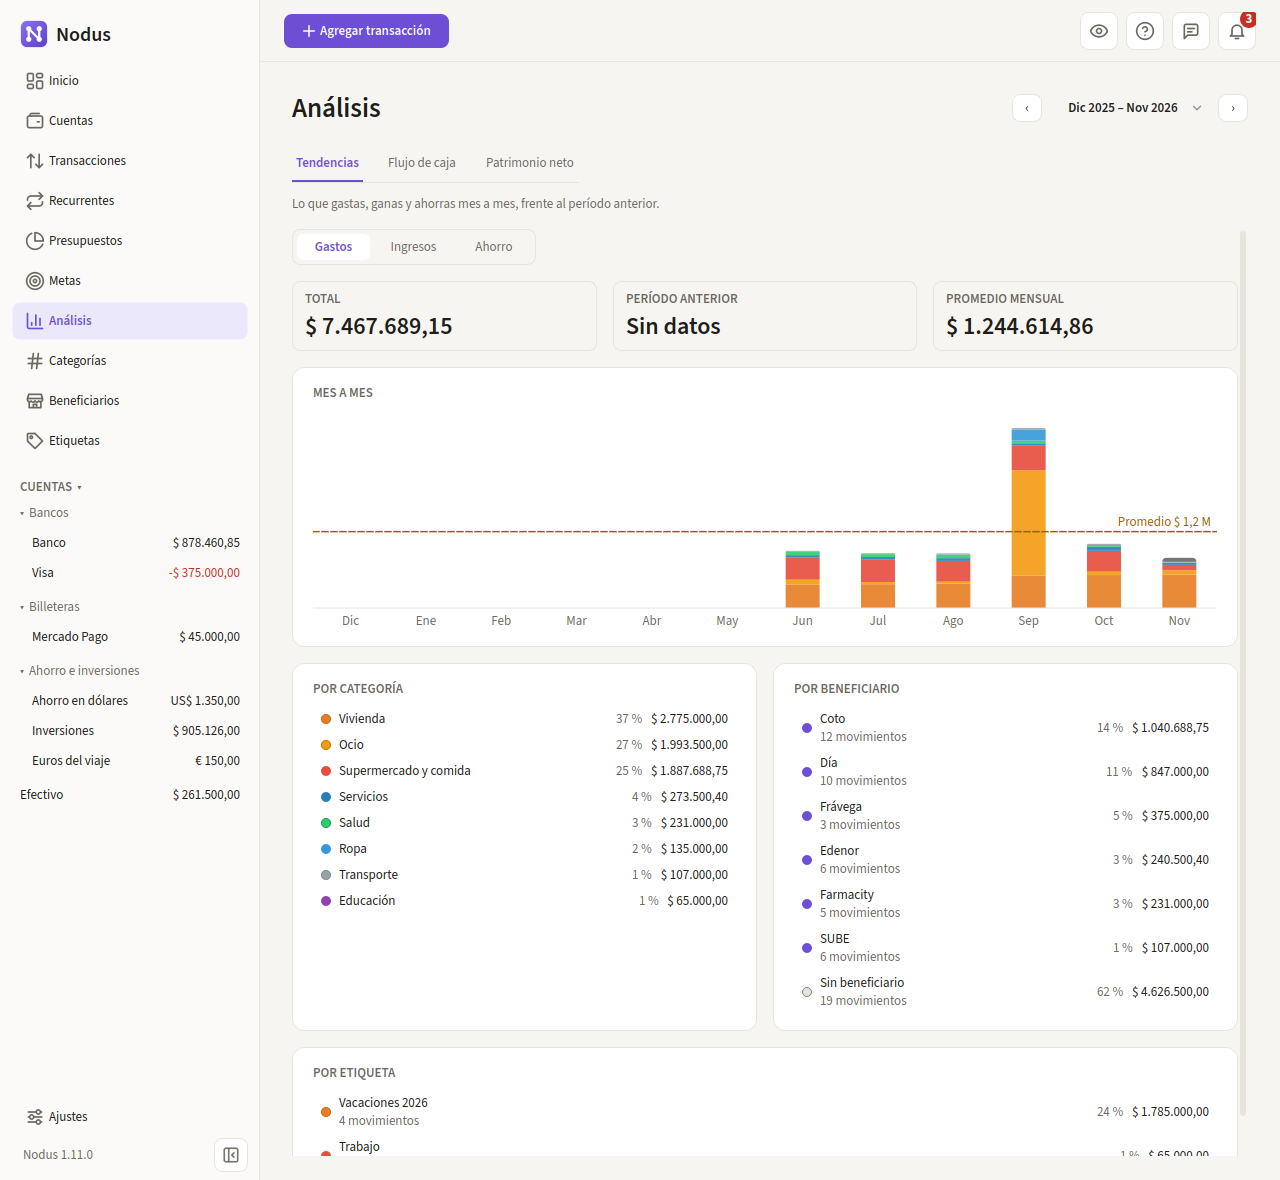 Nodus
Inicio
Cuentas
Transacciones
Recurrentes
Presupuestos
Metas
Análisis
Categorías
Beneficiarios
Etiquetas
CUENTAS
Bancos
Banco $ 878.460,85
Visa -$ 375.000,00
Billeteras
Mercado Pago $ 45.000,00
Ahorro e inversiones
Ahorro en dólares US$ 1.350,00
Inversiones $ 905.126,00
Euros del viaje € 150,00
Efectivo $ 261.500,00
Ajustes
Nodus 1.11.0
Agregar transacción
3
Análisis
Dic 2025 – Nov 2026
Tendencias Flujo de caja Patrimonio neto
Lo que gastas, ganas y ahorras mes a mes, frente al período anterior.
Gastos Ingresos Ahorro
TOTAL
$ 7.467.689,15
PERÍODO ANTERIOR
Sin datos
PROMEDIO MENSUAL
$ 1.244.614,86
MES A MES
Promedio $ 1,2 M
Dic Ene Feb Mar Abr May Jun Jul Ago Sep Oct Nov
POR CATEGORÍA
Vivienda 37 % $ 2.775.000,00
Ocio 27 % $ 1.993.500,00
Supermercado y comida 25 % $ 1.887.688,75
Servicios 4 % $ 273.500,40
Salud 3 % $ 231.000,00
Ropa 2 % $ 135.000,00
Transporte 1 % $ 107.000,00
Educación 1 % $ 65.000,00
POR BENEFICIARIO
Coto
12 movimientos 14 % $ 1.040.688,75
Día
10 movimientos 11 % $ 847.000,00
Frávega
3 movimientos 5 % $ 375.000,00
Edenor
6 movimientos 3 % $ 240.500,40
Farmacity
5 movimientos 3 % $ 231.000,00
SUBE
6 movimientos 1 % $ 107.000,00
Sin beneficiario
19 movimientos 62 % $ 4.626.500,00
POR ETIQUETA
Vacaciones 2026
4 movimientos 24 % $ 1.785.000,00
Trabajo
1 % $ 65.000,00